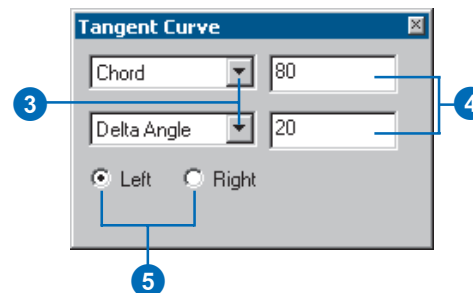 Tangent Curve
Chord 80
3
4
Delta Angle 20
Left Right
5